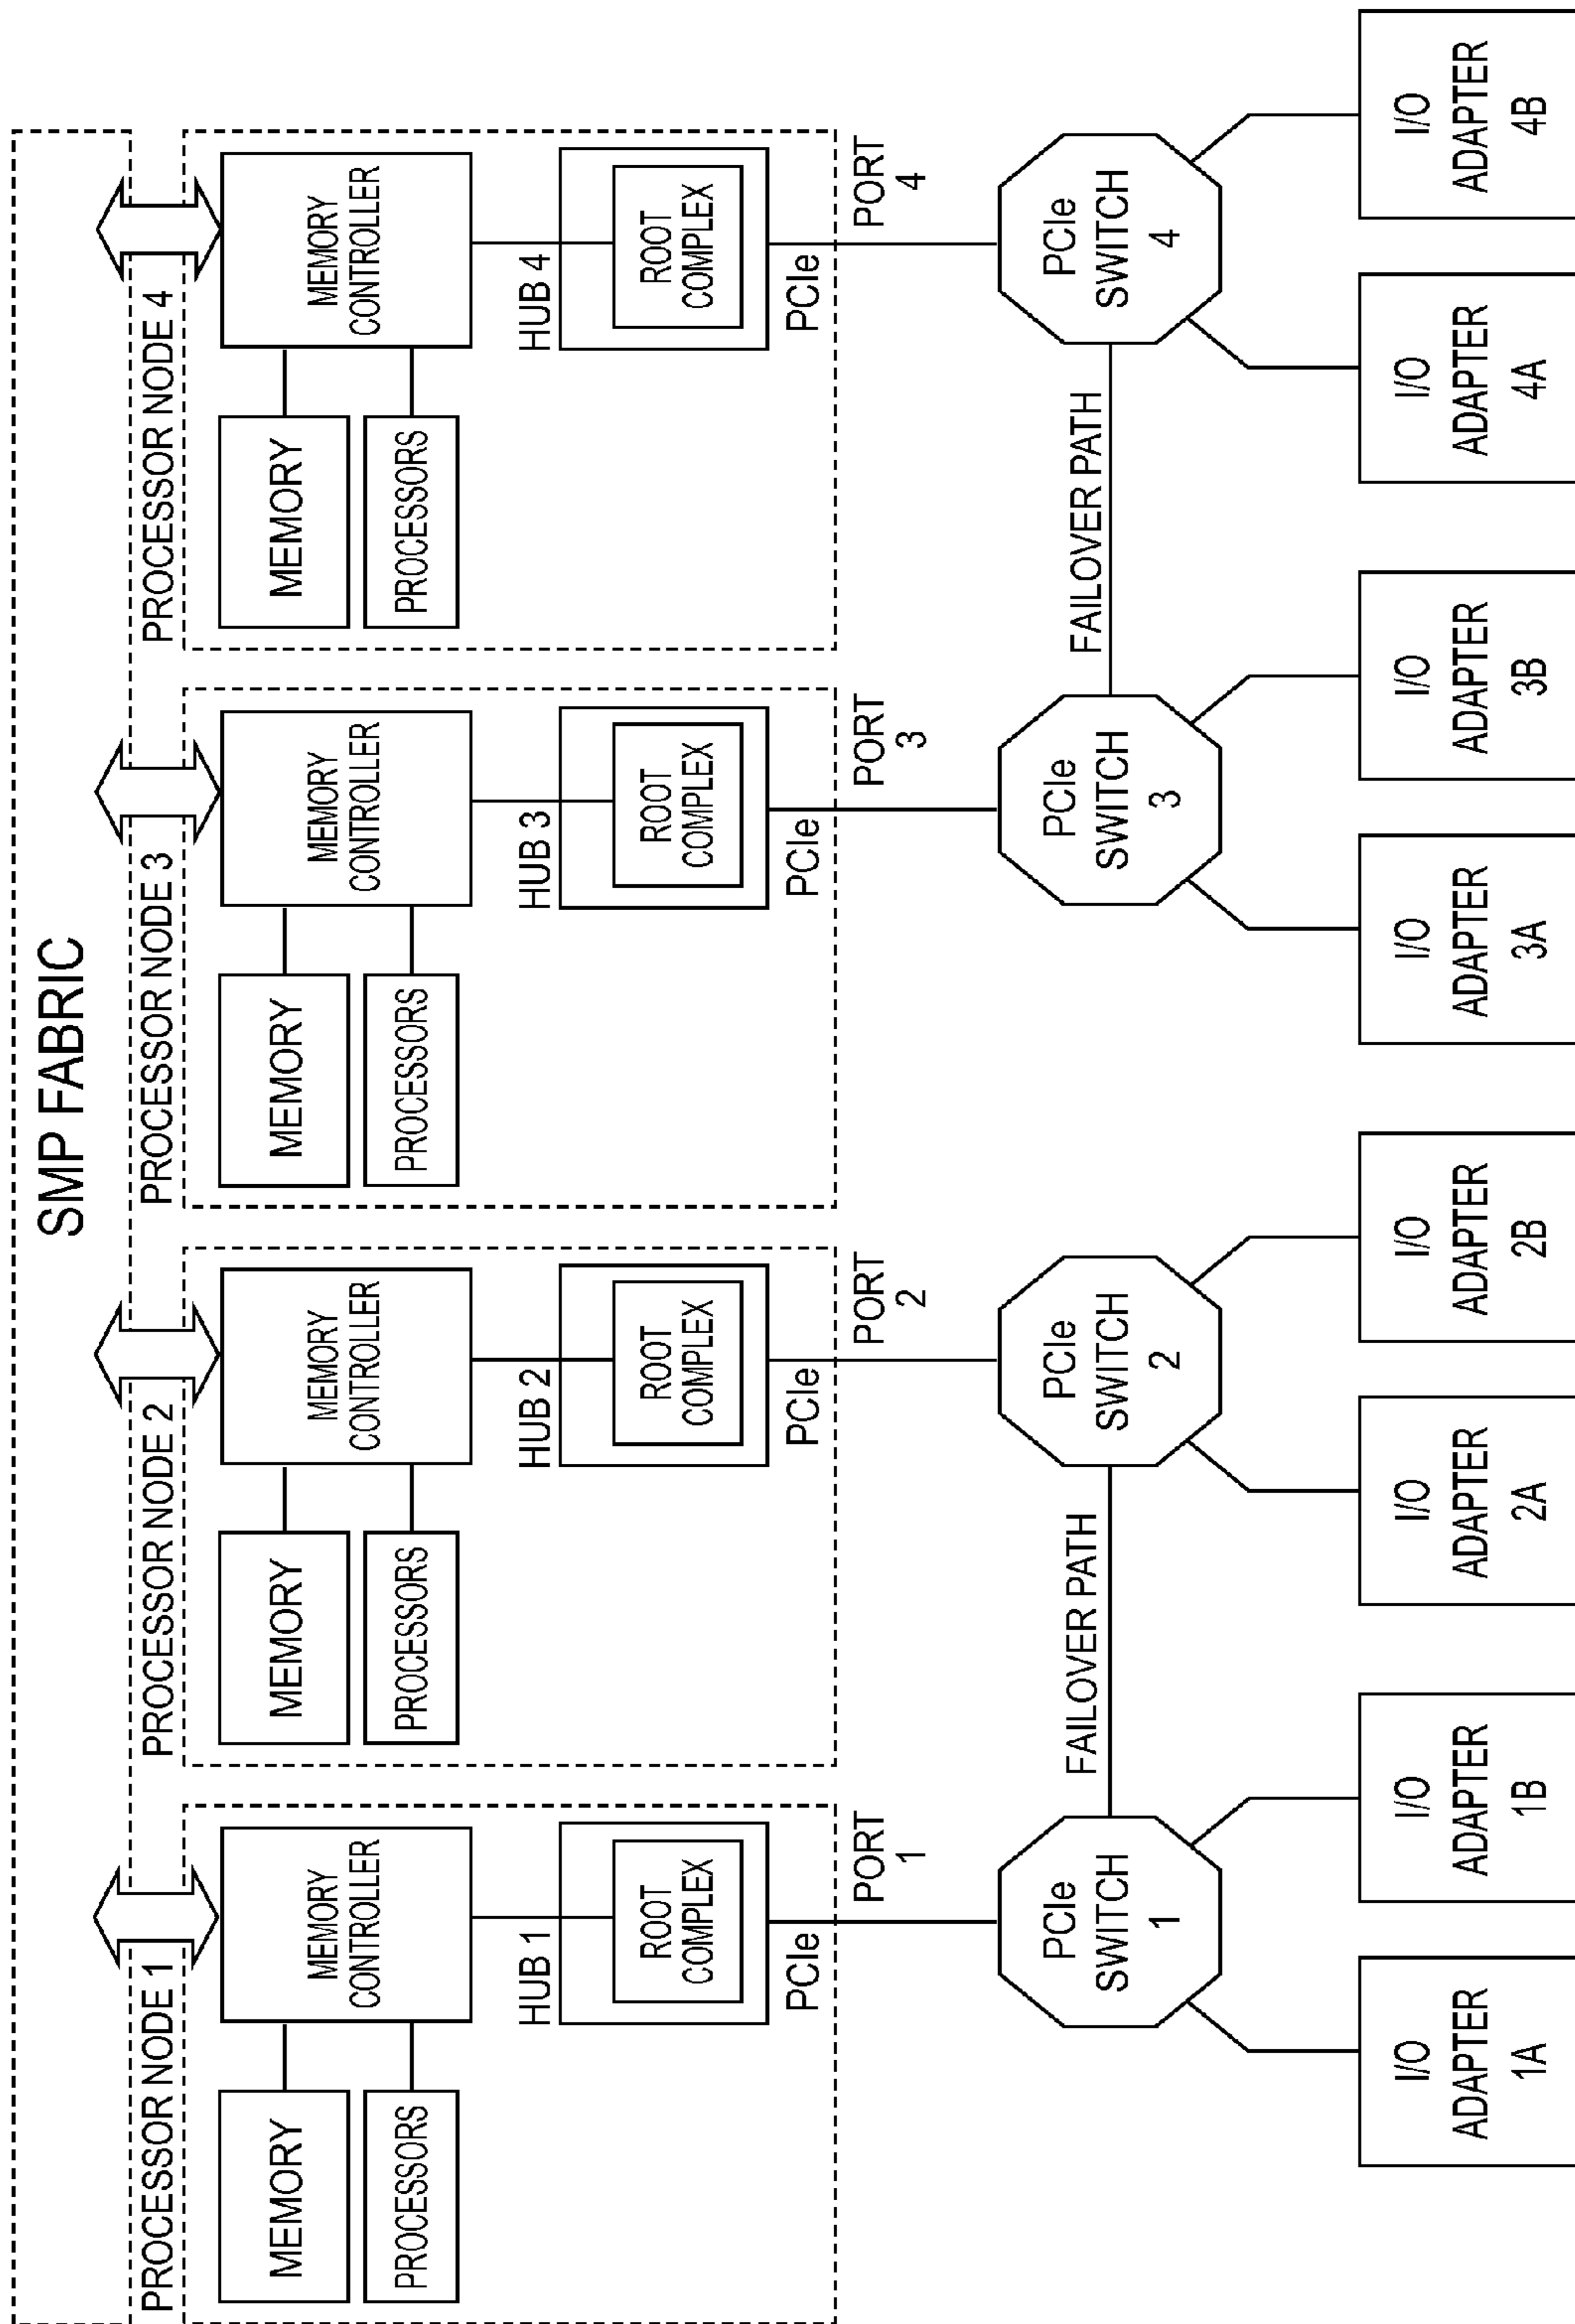 SMP FABRIC
PROCESSOR NODE 1
MEMORY
PROCESSORS
MEMORY
CONTROLLER
HUB 1
ROOT
COMPLEX
PCIe
PORT
1
PROCESSOR NODE 2
MEMORY
PROCESSORS
MEMORY
CONTROLLER
HUB 2
ROOT
COMPLEX
PCIe
PORT
2
PROCESSOR NODE 3
MEMORY
PROCESSORS
MEMORY
CONTROLLER
HUB 3
ROOT
COMPLEX
PCIe
PORT
3
PROCESSOR NODE 4
MEMORY
PROCESSORS
MEMORY
CONTROLLER
HUB 4
ROOT
COMPLEX
PCIe
PORT
4
PCIe
SWITCH
1
FAILOVER PATH
PCIe
SWITCH
2
PCIe
SWITCH
3
FAILOVER PATH
PCIe
SWITCH
4
I/O
ADAPTER
1A
I/O
ADAPTER
1B
I/O
ADAPTER
2A
I/O
ADAPTER
2B
I/O
ADAPTER
3A
I/O
ADAPTER
3B
I/O
ADAPTER
4A
I/O
ADAPTER
4B